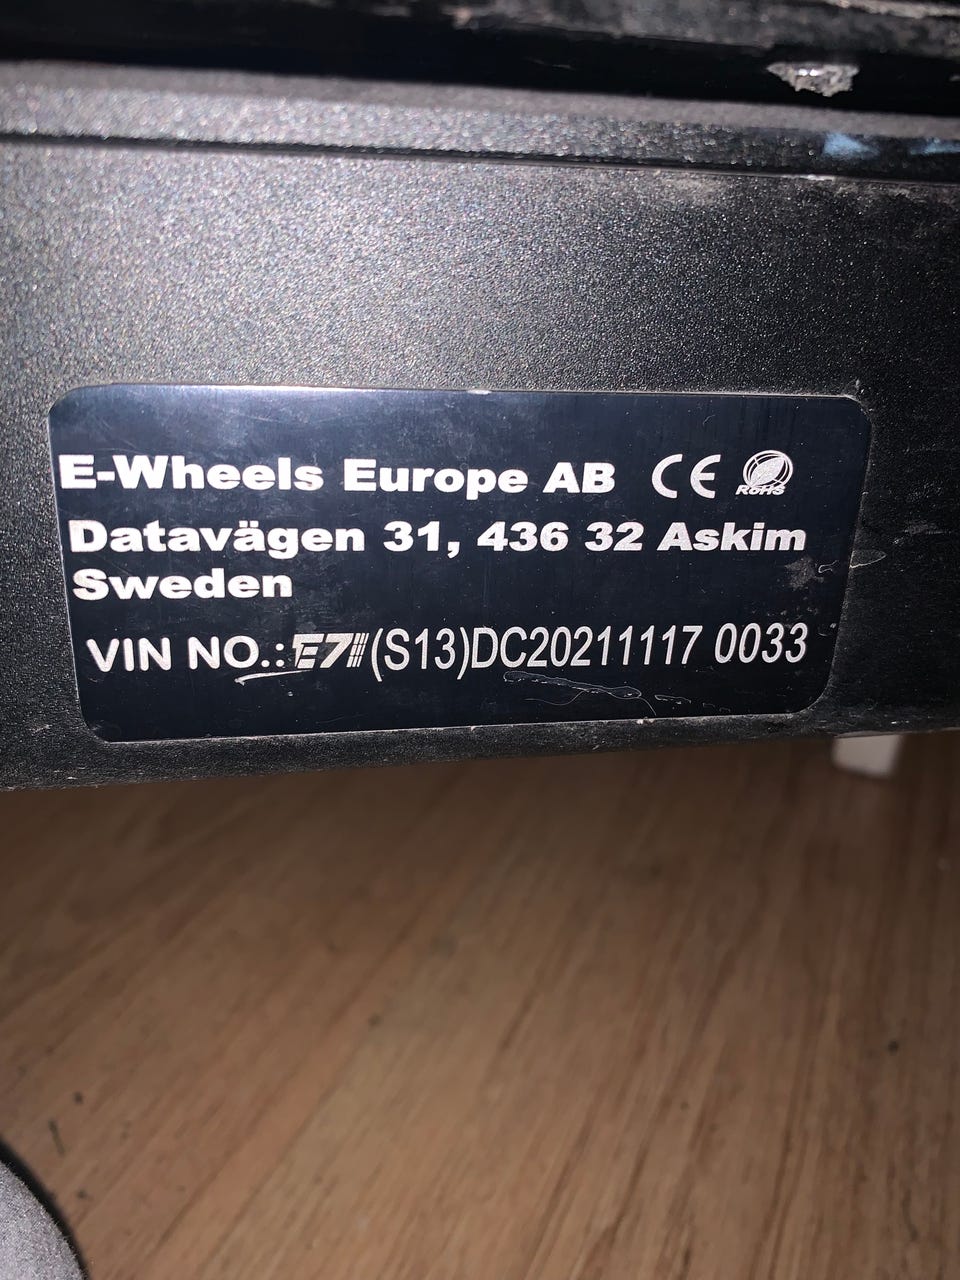 E-Wheels Europe AB CE RoHS
Datavägen 31, 436 32 Askim
Sweden
VIN NO.: E7 (S13)DC20211117 0033